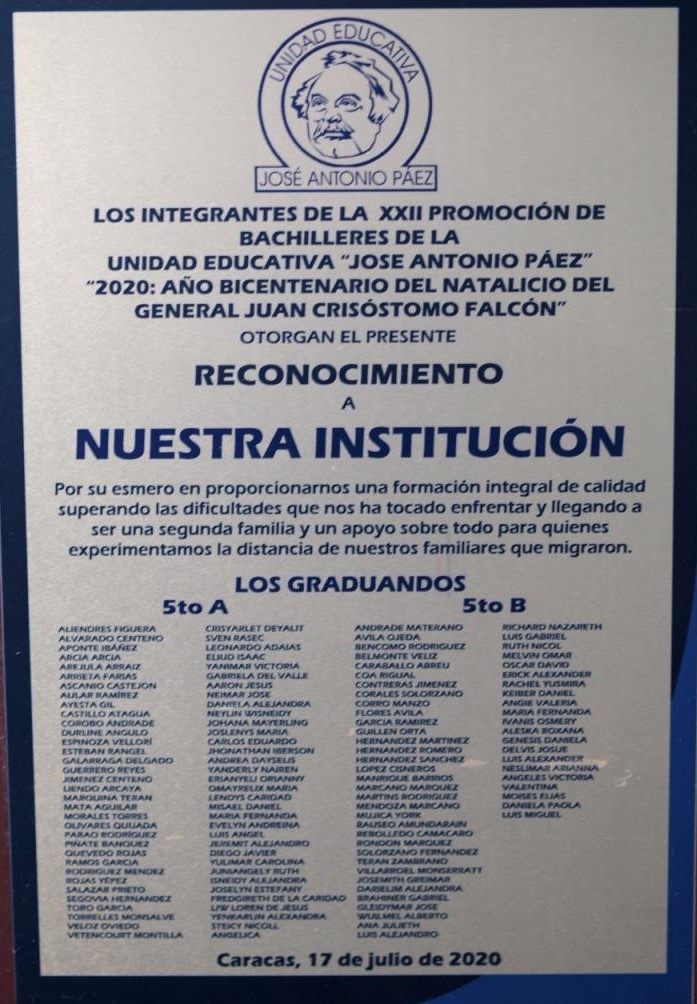 UNIDAD EDUCATIVA
JOSÉ ANTONIO PÁEZ
LOS INTEGRANTES DE LA XXII PROMOCIÓN DE
BACHILLERES DE LA
UNIDAD EDUCATIVA “JOSE ANTONIO PÁEZ”
“2020: AÑO BICENTENARIO DEL NATALICIO DEL
GENERAL JUAN CRISÓSTOMO FALCÓN”
OTORGAN EL PRESENTE
RECONOCIMIENTO
A
NUESTRA INSTITUCIÓN
Por su esmero en proporcionarnos una formación integral de calidad
superando las dificultades que nos ha tocado enfrentar y llegando a
ser una segunda familia y un apoyo sobre todo para quienes
experimentamos la distancia de nuestros familiares que migraron.
LOS GRADUANDOS
5to A
ALIENDRES FIGUERA
ALVARADO CENTENO
APONTE IBÁÑEZ
ARCIA ARCIA
AREJULA ARRAIZ
ARRIETA FARIAS
ASCANIO CASTEJON
AULAR RAMÍREZ
AYESTA GIL
CASTILLO ATAGUA
COROBO ANDRADE
DURLINE ANGULO
ESPINOZA VELLORÍ
ESTEBAN RANGEL
GALARRAGA DELGADO
GUERRERO REYES
JIMENEZ CENTENO
LIENDO ARCAYA
MARQUINA TERAN
MATA AGUILAR
MORALES TORRES
OLIVARES QUIJADA
PARAO RODRÍGUEZ
PIÑATE BANQUEZ
QUEVEDO ROJAS
RAMOS GARCIA
RODRIGUEZ MENDEZ
ROJAS YÉPEZ
SALAZAR PRIETO
SEGOVIA HERNANDEZ
TORO GARCIA
TORRELLES MONSALVE
VELOZ OVIEDO
VETENCOURT MONTILLA
CRISYARLET DEYALIT
SVEN RASEC
LEONARDO ADAIAS
ELIUD ISAAC
YANIMAR VICTORIA
GABRIELA DEL VALLE
AARON JESUS
NEIMAR JOSE
DANIELA ALEJANDRA
NEYLIN WISNEIDY
JOHANA MAYERLING
JOSLENYS MARIA
CARLOS EDUARDO
JHONATHAN IBERSON
ANDREA DAYSELIS
YANDERLY NAIREN
ERIANYELI ORIANNY
OMAYRELIX MARIA
LENDYS CARIDAD
MISAEL DANIEL
MARIA FERNANDA
EVELYN ANDREINA
LUIS ANGEL
JEREMIT ALEJANDRO
DIEGO JAVIER
YULIMAR CAROLINA
JUNIANGELY RUTH
ISNEIDY ALEJANDRA
JOSELYN ESTEFANY
FREDGIRETH DE LA CARIDAD
LIW LOREN DE JESUS
YENKARLIN ALEXANDRA
STEICY NICOLL
ANGELICA
5to B
ANDRADE MATERANO
AVILA OJEDA
BENCOMO RODRIGUEZ
BELMONTE VELIZ
CARABALLO ABREU
COA RIGUAL
CONTRERAS JIMENEZ
CORALES SOLORZANO
CORRO MANZO
FLORES AVILA
GARCIA RAMIREZ
GUILLEN ORTA
HERNANDEZ MARTINEZ
HERNANDEZ ROMERO
HERNANDEZ SANCHEZ
LOPEZ CISNEROS
MANRIQUE BARRIOS
MARCANO MARQUEZ
MARTINS RODRIGUEZ
MENDOZA MARCANO
MUJICA YORK
RAUSEO AMUNDARAIN
REBOLLEDO CAMACARO
RONDON MARQUEZ
SOLORZANO FERNANDEZ
TERAN ZAMBRANO
VILLARROEL MONSERRATT
JOSEMITH GREIMAR
DARIELIM ALEJANDRA
BRAHINER GABRIEL
GLEIDYMAR JOSE
WUILMEL ALBERTO
ANA JULIETH
LUIS ALEJANDRO
RICHARD NAZARETH
LUIS GABRIEL
RUTH NICOL
MELVIN OMAR
OSCAR DAVID
ERICK ALEXANDER
RACHEL YUSMIRA
KEIBER DANIEL
ANGIE VALERIA
MARIA FERNANDA
IVANIS OSMERY
ALESKA ROXANA
GENESIS DANIELA
DELVIS JOSUE
LUIS ALEXANDER
NESLIMAR ARIANNA
ANGELES VICTORIA
VALENTINA
MOISES ELIAS
DANIELA PAOLA
LUIS MIGUEL
Caracas, 17 de julio de 2020